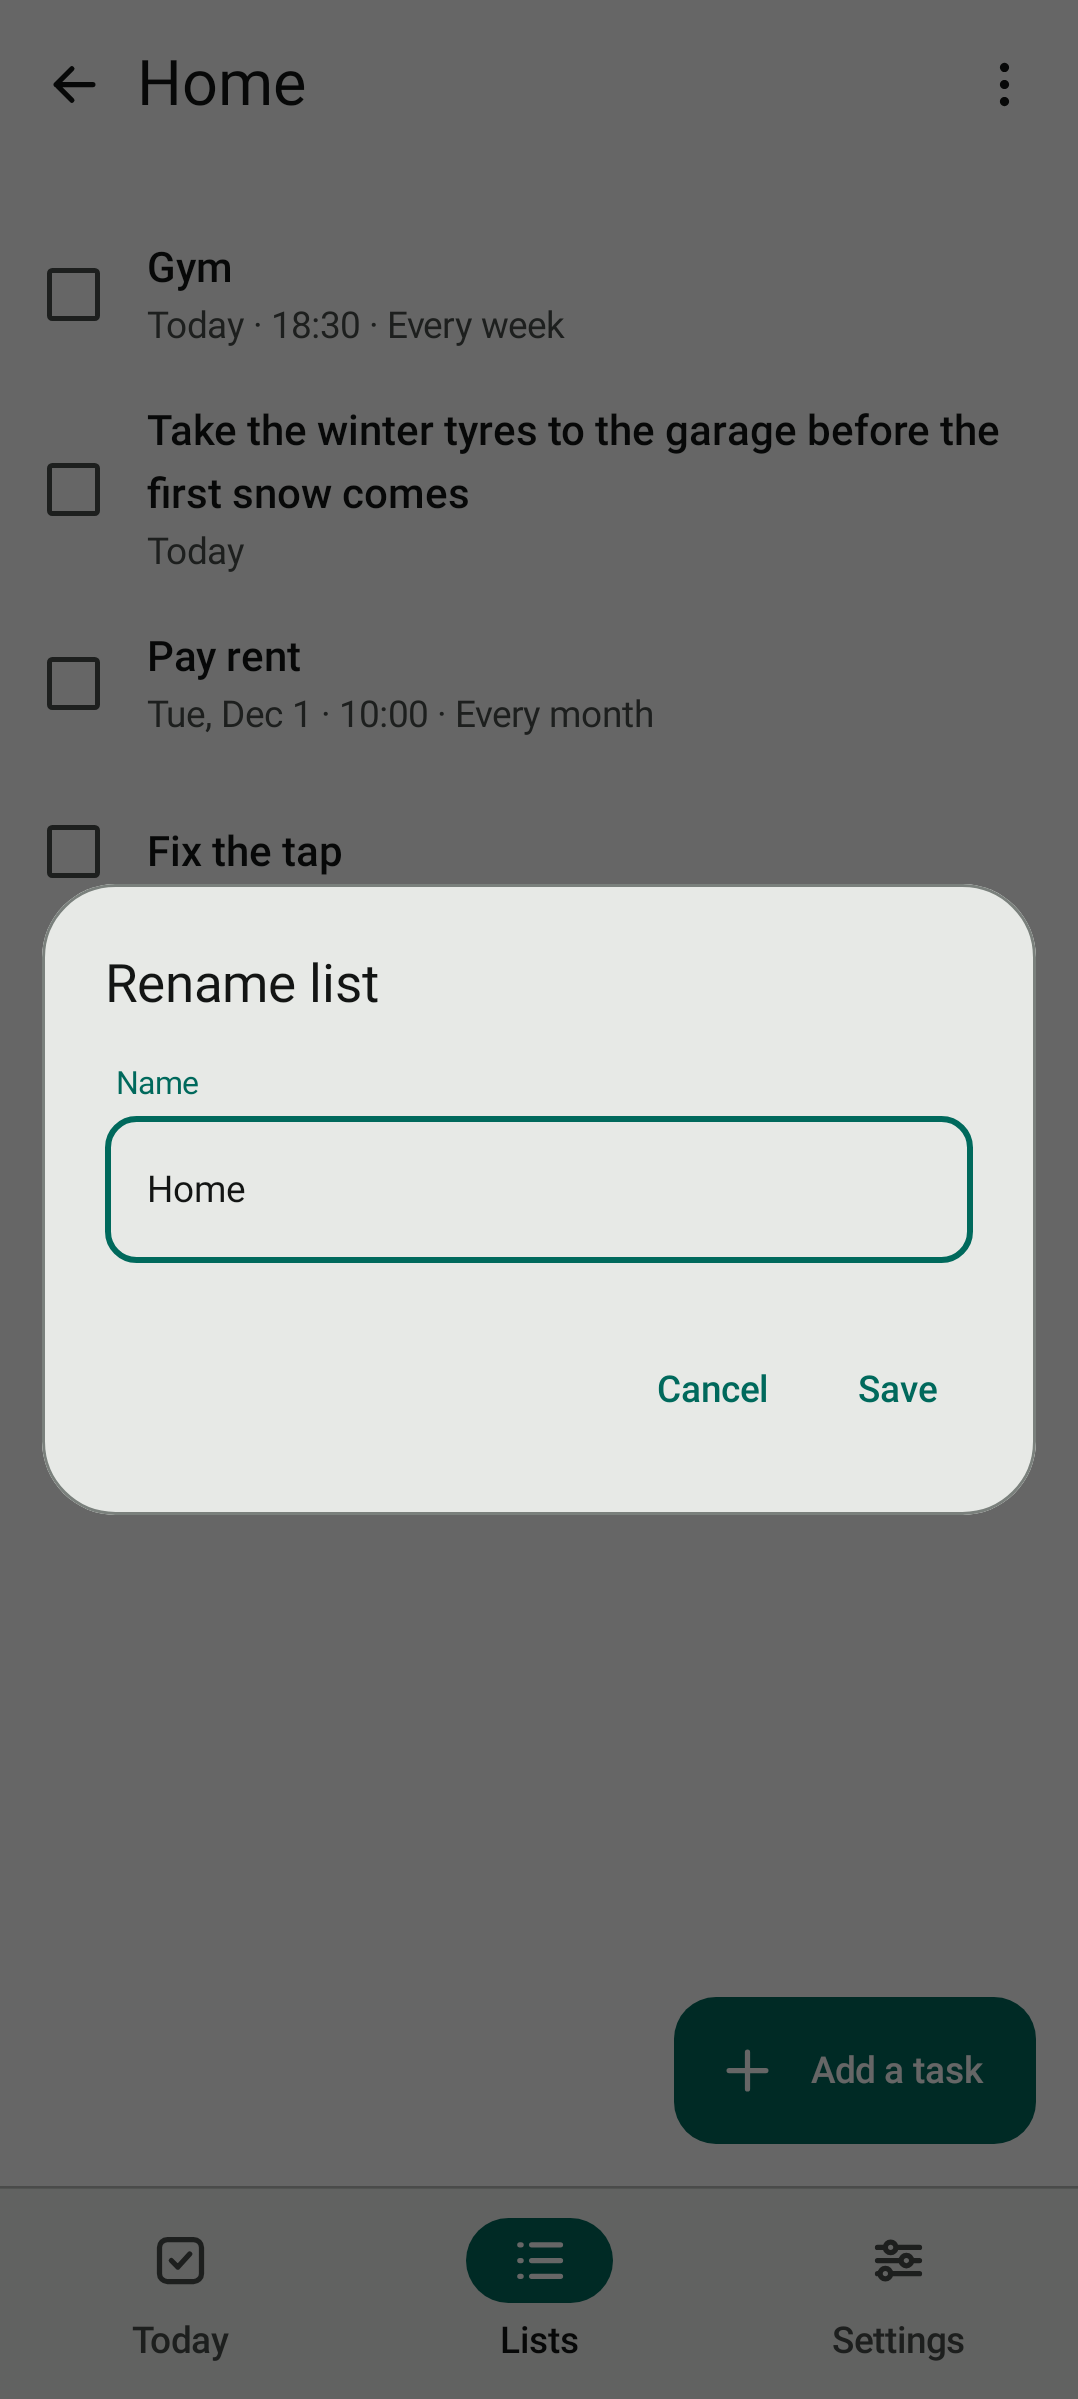 Home
Gym
Today · 18:30 · Every week
Take the winter tyres to the garage before the
first snow comes
Today
Pay rent
Tue, Dec 1 · 10:00 · Every month
Fix the tap
Rename list
Name
Home
Cancel
Save
Add a task
Today
Lists
Settings